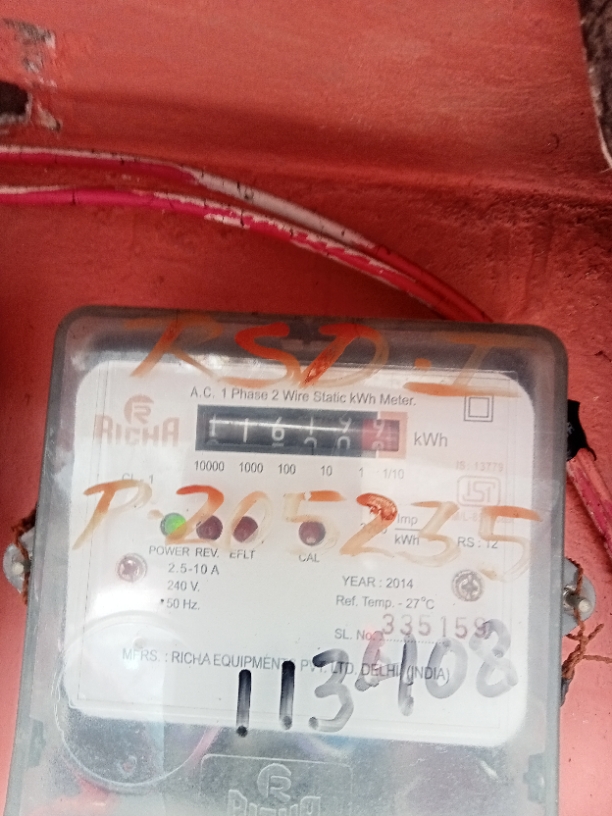 RSD.I
A.C. 1 Phase 2 Wire Static kWh Meter.
RICHA
kWh
10000 1000 100 10 1 1/10
IS: 13779
P.205235
Imp
kWh
RS : 12
POWER REV. EFLT CAL
2.5-10 A
240 V.
50 Hz.
YEAR : 2014
Ref. Temp. - 27°C
SL. No. 335159
MFRS. : RICHA EQUIPMENTS PVT. LTD. DELHI. (INDIA)
113408
RICHA